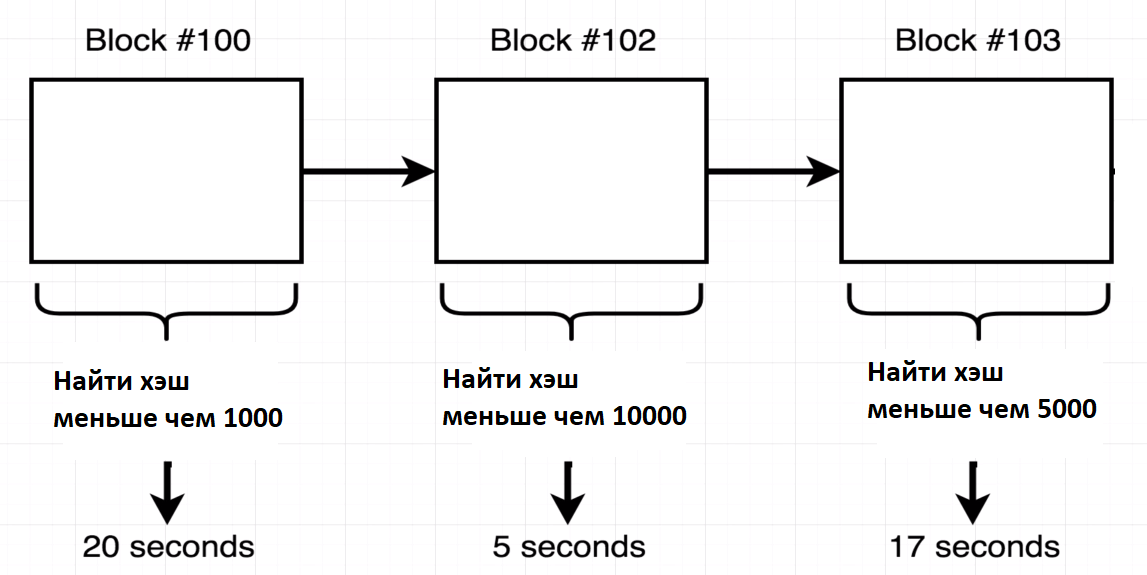 Block #100
Block #102
Block #103
Найти хэш
меньше чем 1000
Найти хэш
меньше чем 10000
Найти хэш
меньше чем 5000
20 seconds
5 seconds
17 seconds